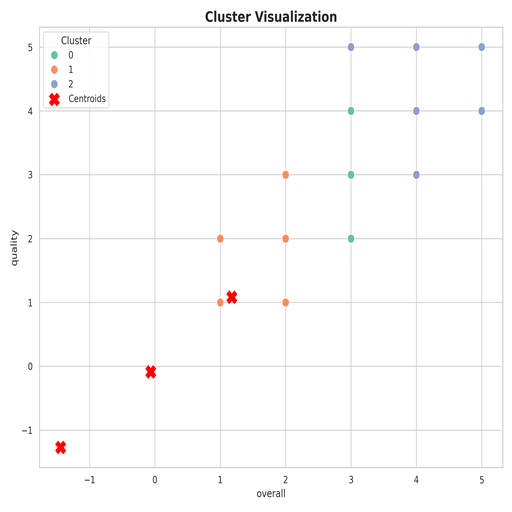 Cluster Visualization
Cluster
0
1
2
Centroids
5
4
3
2
1
0
−1
quality
−1 0 1 2 3 4 5
overall